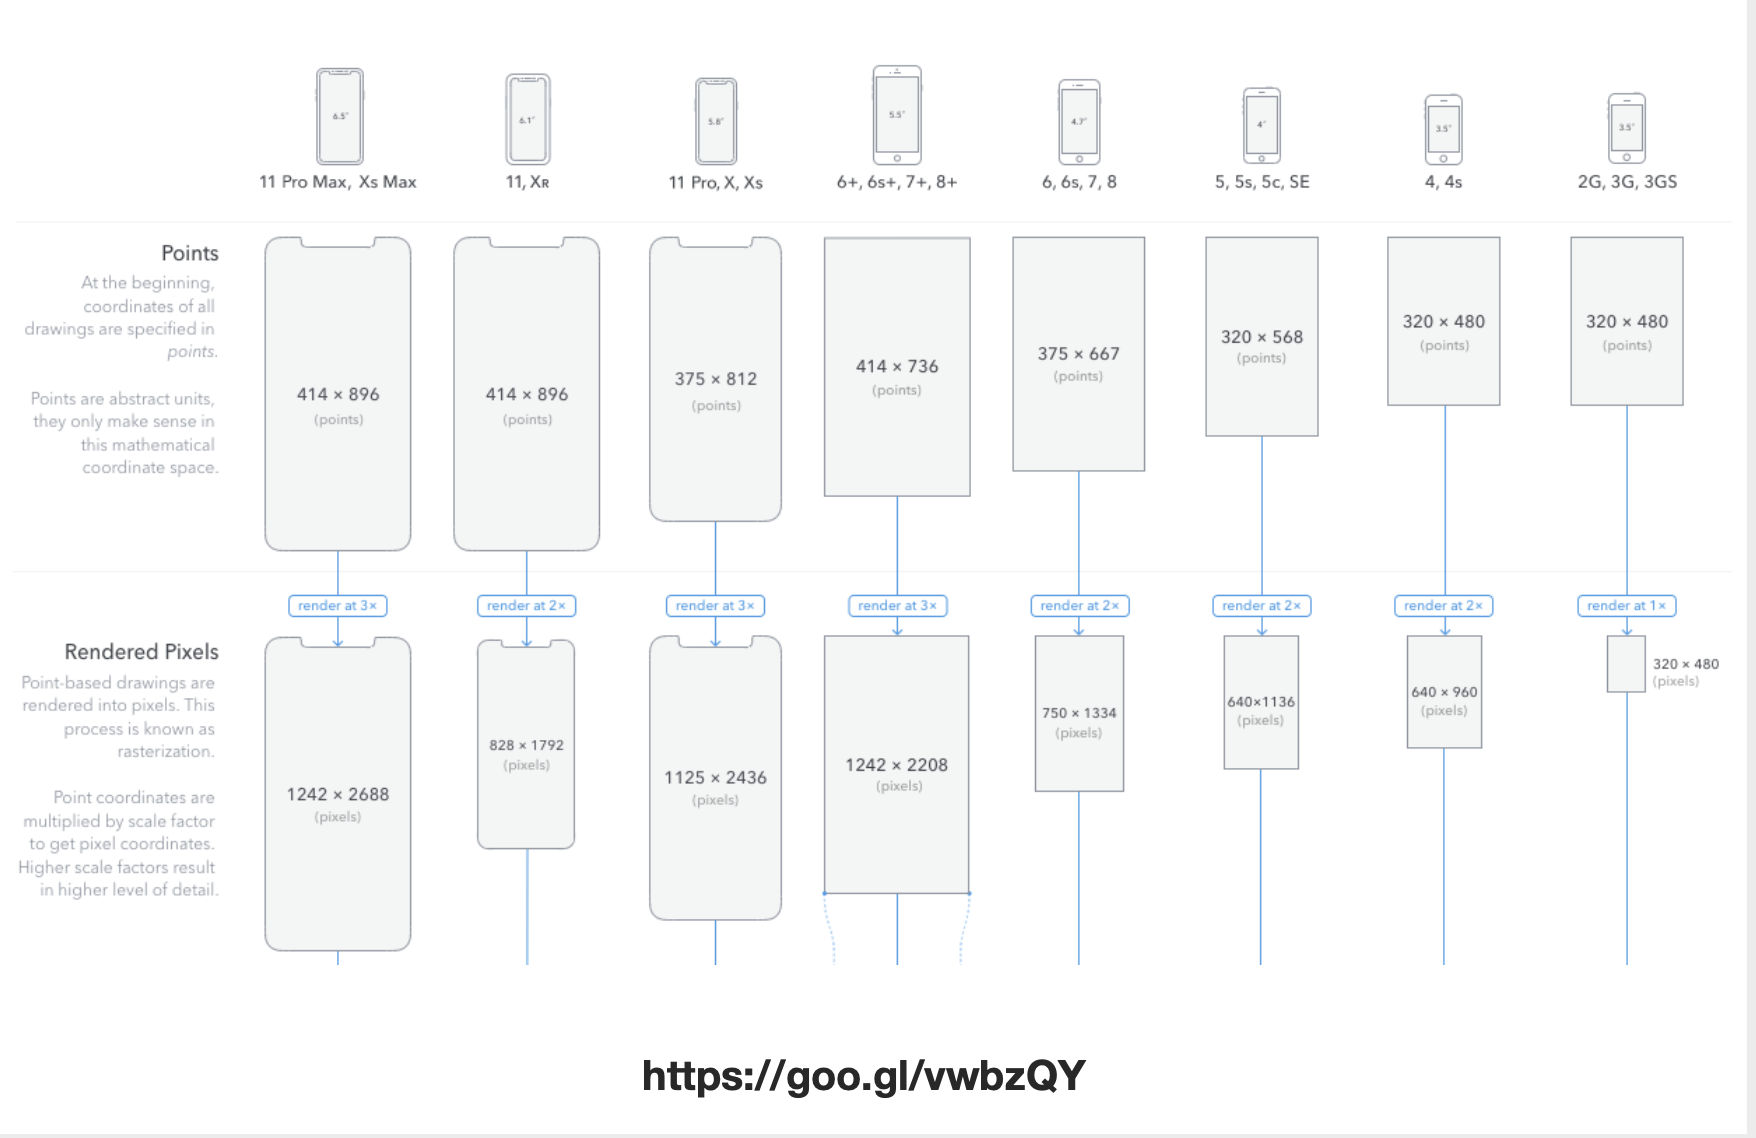 6.5"
6.1"
5.8"
5.5"
4.7"
4"
3.5"
3.5"
11 Pro Max, Xs Max
11, XR
11 Pro, X, Xs
6+, 6s+, 7+, 8+
6, 6s, 7, 8
5, 5s, 5c, SE
4, 4s
2G, 3G, 3GS
Points
At the beginning,
coordinates of all
drawings are specified in
points.
Points are abstract units,
they only make sense in
this mathematical
coordinate space.
414 × 896
(points)
414 × 896
(points)
375 × 812
(points)
414 × 736
(points)
375 × 667
(points)
320 × 568
(points)
320 × 480
(points)
320 × 480
(points)
render at 3×
render at 2×
render at 3×
render at 3×
render at 2×
render at 2×
render at 2×
render at 1×
Rendered Pixels
Point-based drawings are
rendered into pixels. This
process is known as
rasterization.
Point coordinates are
multiplied by scale factor
to get pixel coordinates.
Higher scale factors result
in higher level of detail.
1242 × 2688
(pixels)
828 × 1792
(pixels)
1125 × 2436
(pixels)
1242 × 2208
(pixels)
750 × 1334
(pixels)
640×1136
(pixels)
640 × 960
(pixels)
320 × 480
(pixels)
https://goo.gl/vwbzQY